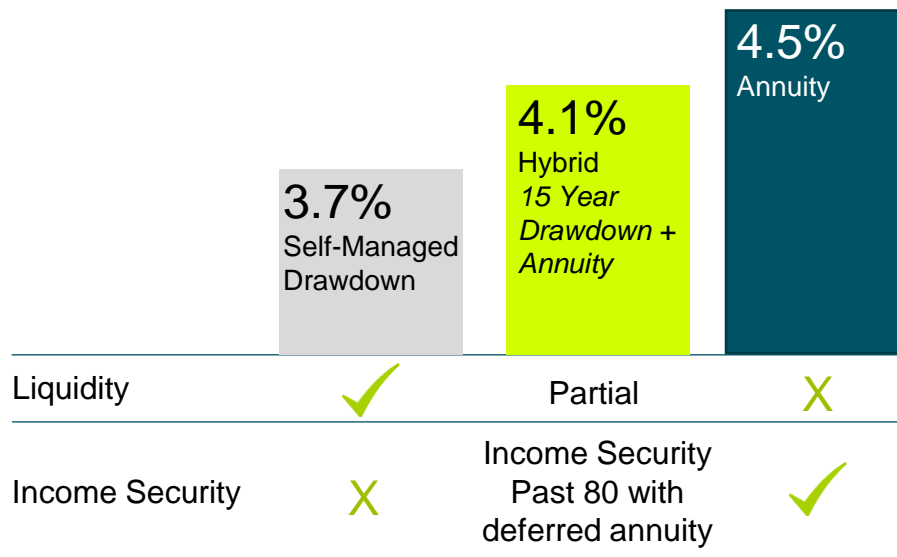 4.5%
Annuity
4.1%
Hybrid
15 Year
Drawdown +
Annuity
3.7%
Self-Managed
Drawdown
Liquidity
Partial
X
Income Security
X
Income Security
Past 80 with
deferred annuity